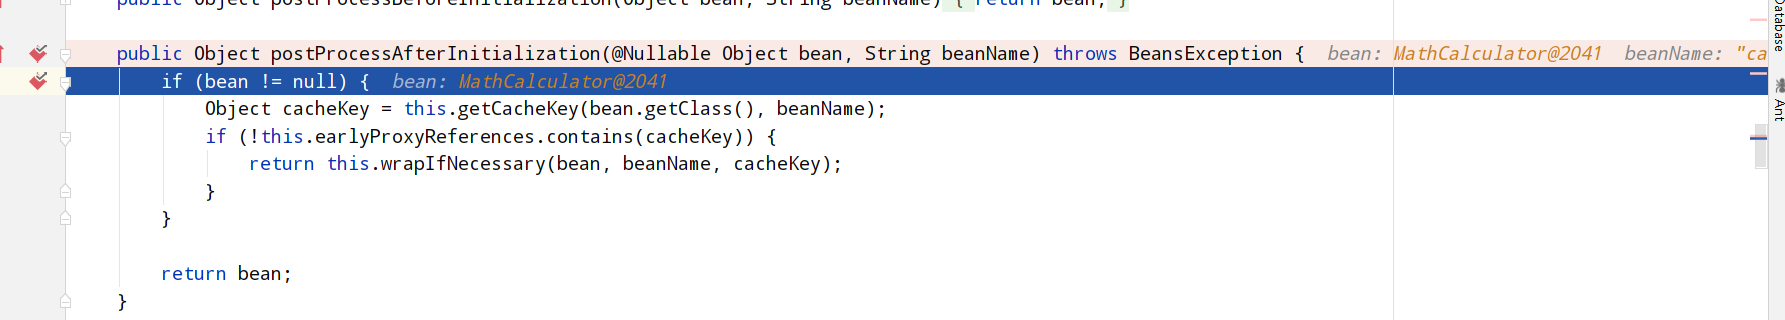 public Object postProcessBeforeInitialization(Object bean, String beanName) { return bean; }
public Object postProcessAfterInitialization(@Nullable Object bean, String beanName) throws BeansException { bean: MathCalculator@2041 beanName: "ca
if (bean != null) { bean: MathCalculator@2041
Object cacheKey = this.getCacheKey(bean.getClass(), beanName);
if (!this.earlyProxyReferences.contains(cacheKey)) {
return this.wrapIfNecessary(bean, beanName, cacheKey);
}
}
return bean;
}
Database
Ant